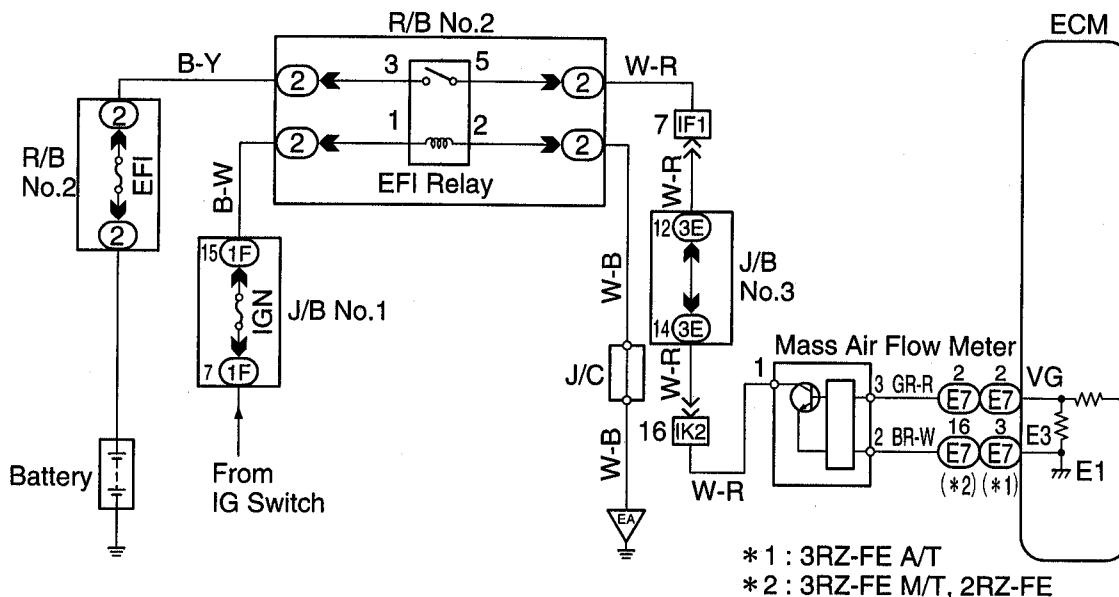 R/B No.2
ECM
B-Y
3
5
W-R
2
2
2
7
IF1
1
2
2
2
R/B
No.2
EFI
EFI Relay
B-W
W-R
2
12
3E
15
1F
W-B
J/B
No.3
IGN
J/B No.1
14
3E
Mass Air Flow Meter
7
1F
J/C
W-R
1
3
GR-R
2
2
VG
E7
E7
16
IK2
2
BR-W
16
3
E3
E7
E7
Battery
From
IG Switch
W-B
W-R
(*2)
(*1)
E1
EA
*1 : 3RZ-FE A/T
*2 : 3RZ-FE M/T, 2RZ-FE